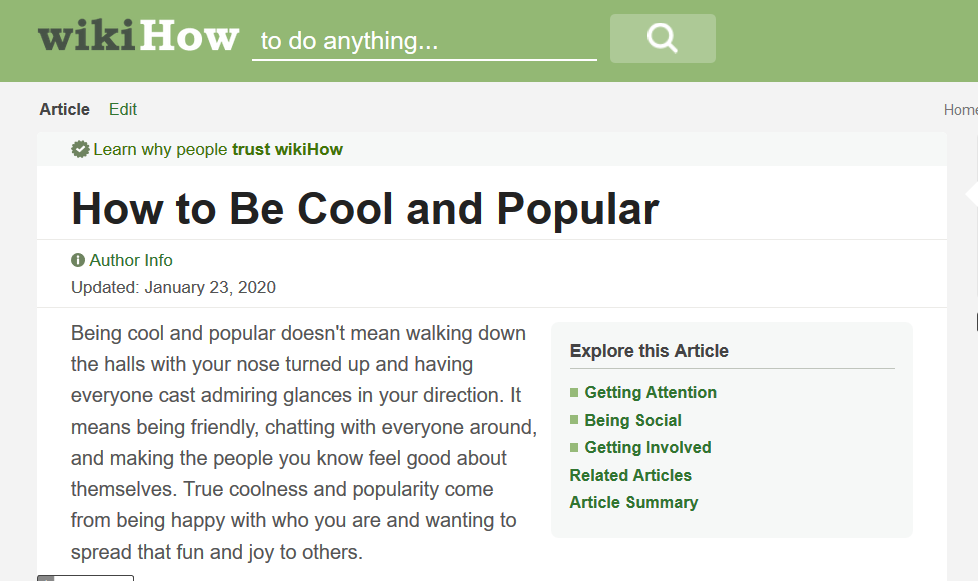 wikiHow to do anything...
Article Edit
Learn why people trust wikiHow
How to Be Cool and Popular
Author Info
Updated: January 23, 2020
Being cool and popular doesn't mean walking down
the halls with your nose turned up and having
everyone cast admiring glances in your direction. It
means being friendly, chatting with everyone around,
and making the people you know feel good about
themselves. True coolness and popularity come
from being happy with who you are and wanting to
spread that fun and joy to others.
Explore this Article
Getting Attention
Being Social
Getting Involved
Related Articles
Article Summary